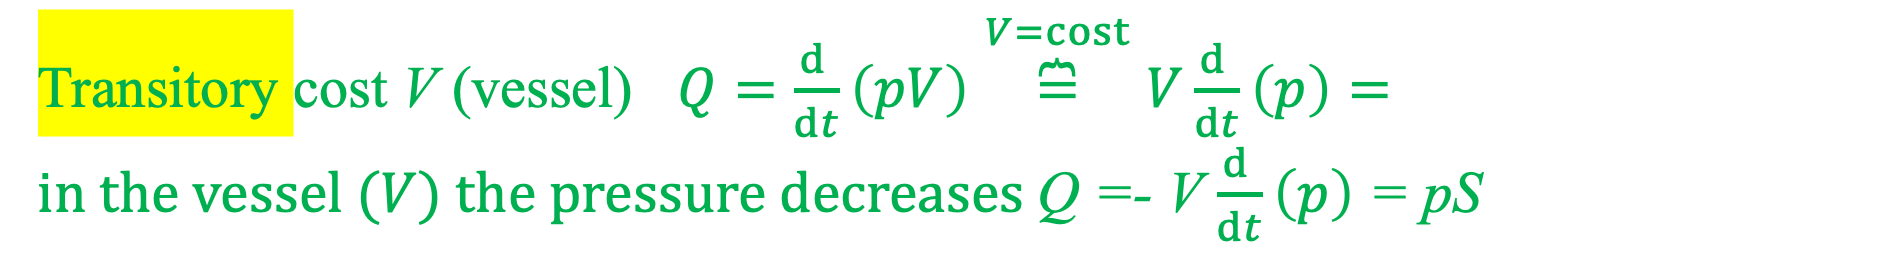 Transitory cost V (vessel) Q = d/dt (pV) ≅ V=cost V d/dt (p) =
in the vessel (V) the pressure decreases Q =- V d/dt (p) = pS